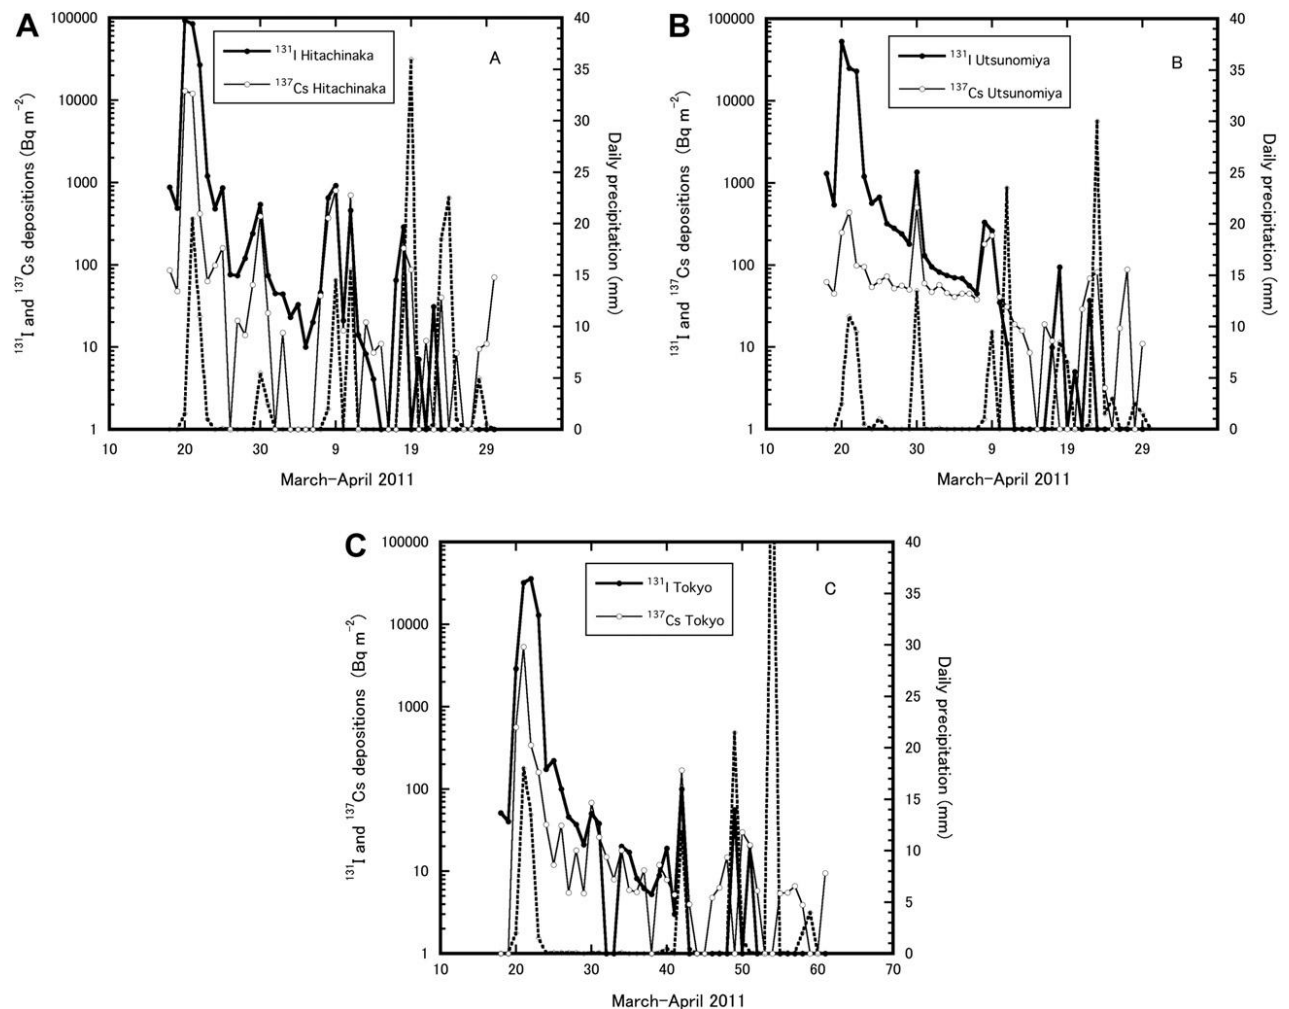 A
100000
10000
1000
100
10
1
¹³¹I and ¹³⁷Cs depositions (Bq m⁻²)
¹³¹I Hitachinaka
¹³⁷Cs Hitachinaka
A
40
35
30
25
20
15
10
5
0
Daily precipitation (mm)
10 20 30 9 19 29
March-April 2011
B
100000
10000
1000
100
10
1
¹³¹I and ¹³⁷Cs depositions (Bq m⁻²)
¹³¹I Utsunomiya
¹³⁷Cs Utsunomiya
B
40
35
30
25
20
15
10
5
0
Daily precipitation (mm)
10 20 30 9 19 29
March-April 2011
C
100000
10000
1000
100
10
1
¹³¹I and ¹³⁷Cs depositions (Bq m⁻²)
¹³¹I Tokyo
¹³⁷Cs Tokyo
C
40
35
30
25
20
15
10
5
0
Daily precipitation (mm)
10 20 30 40 50 60 70
March-April 2011